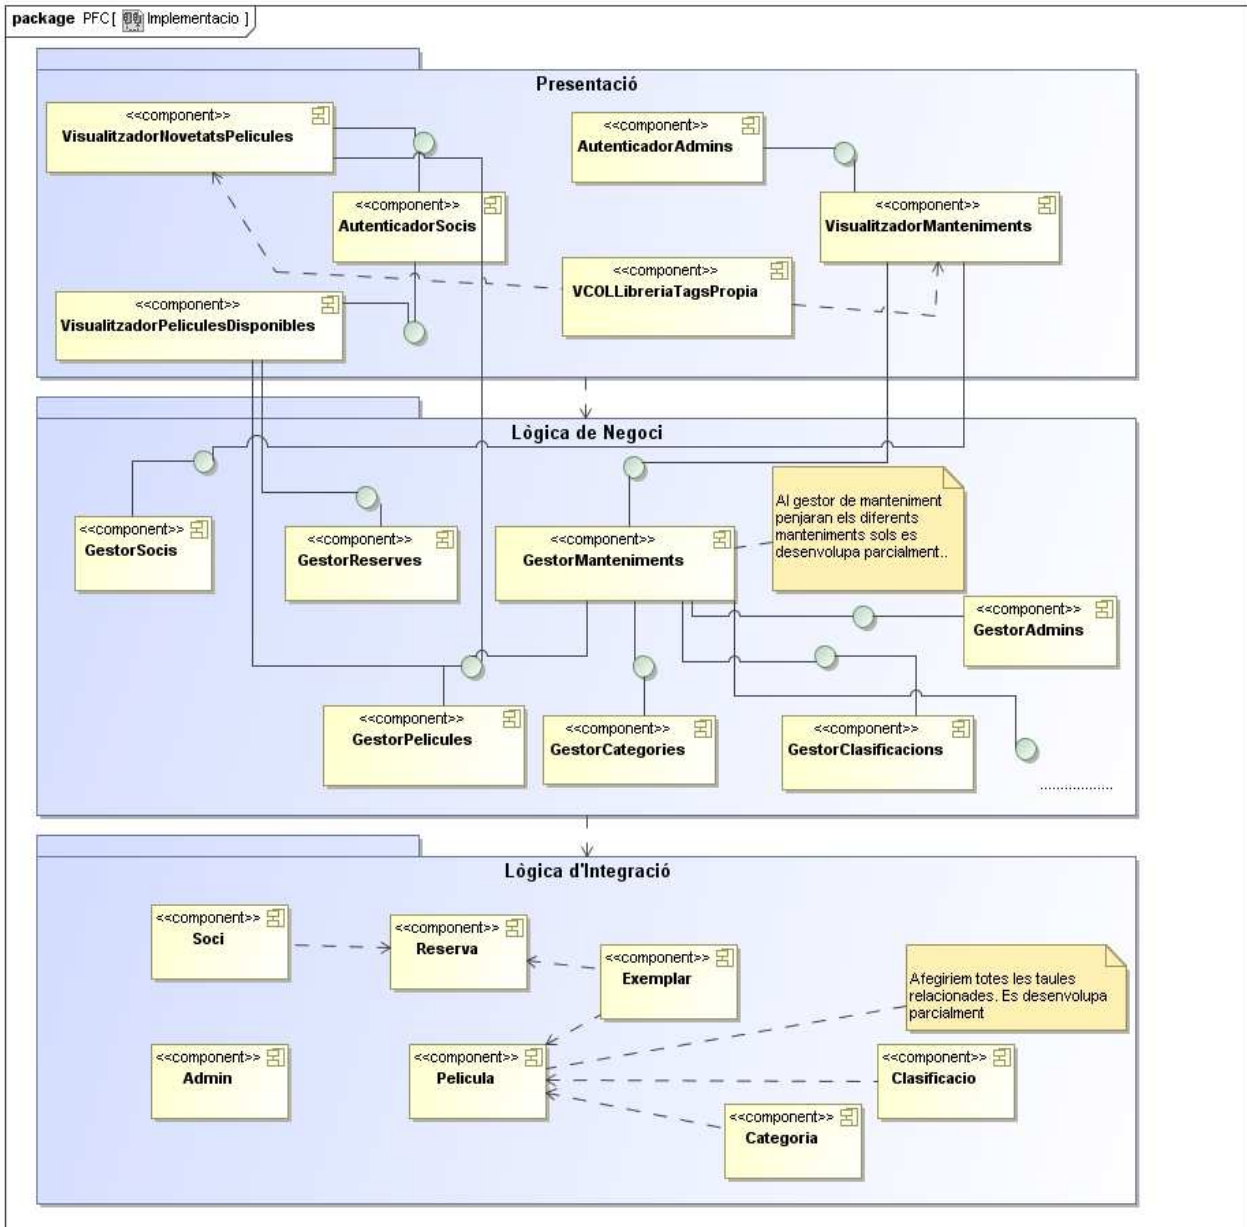 package PFC[ Implementacio ]
Presentació
<<component>>
VisualitzadorNovetatsPelicules
<<component>>
AutenticadorAdmins
<<component>>
AutenticadorSocis
<<component>>
VisualitzadorManteniments
<<component>>
VCOLLibreriaTagsPropia
<<component>>
VisualitzadorPeliculesDisponibles
Lògica de Negoci
Al gestor de manteniment
penjaran els diferents
manteniments sols es
desenvolupa parcialment..
<<component>>
GestorSocis
<<component>>
GestorReserves
<<component>>
GestorManteniments
<<component>>
GestorAdmins
<<component>>
GestorPelicules
<<component>>
GestorCategories
<<component>>
GestorClasificacions
...................
Lògica d'Integració
<<component>>
Soci
<<component>>
Reserva
<<component>>
Exemplar
Afegiriem totes les taules
relacionades. Es desenvolupa
parcialment
<<component>>
Admin
<<component>>
Pelicula
<<component>>
Clasificacio
<<component>>
Categoria